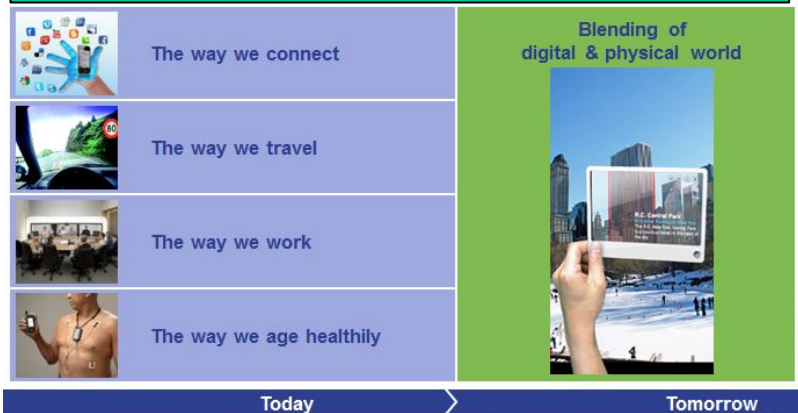 The way we connect
The way we travel
80
The way we work
The way we age healthily
Blending of
digital & physical world
R.C. Central Park
Today
Tomorrow